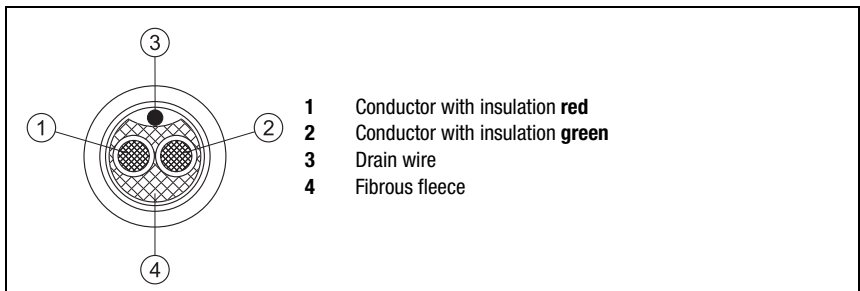 3
1
2
4
1 Conductor with insulation red
2 Conductor with insulation green
3 Drain wire
4 Fibrous fleece